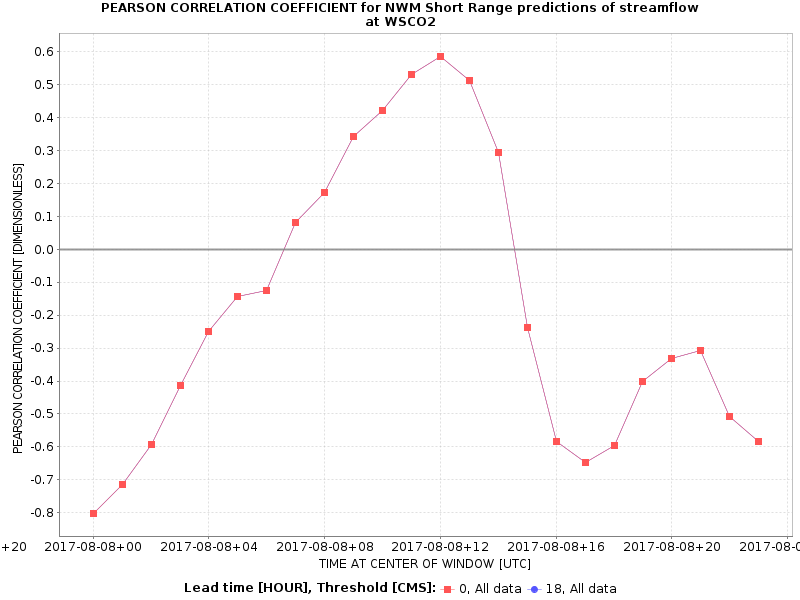 PEARSON CORRELATION COEFFICIENT for NWM Short Range predictions of streamflow
at WSCO2
PEARSON CORRELATION COEFFICIENT [DIMENSIONLESS]
0.6
0.5
0.4
0.3
0.2
0.1
0.0
-0.1
-0.2
-0.3
-0.4
-0.5
-0.6
-0.7
-0.8
+20 2017-08-08+00 2017-08-08+04 2017-08-08+08 2017-08-08+12 2017-08-08+16 2017-08-08+20 2017-08-0
TIME AT CENTER OF WINDOW [UTC]
Lead time [HOUR], Threshold [CMS]: 0, All data 18, All data